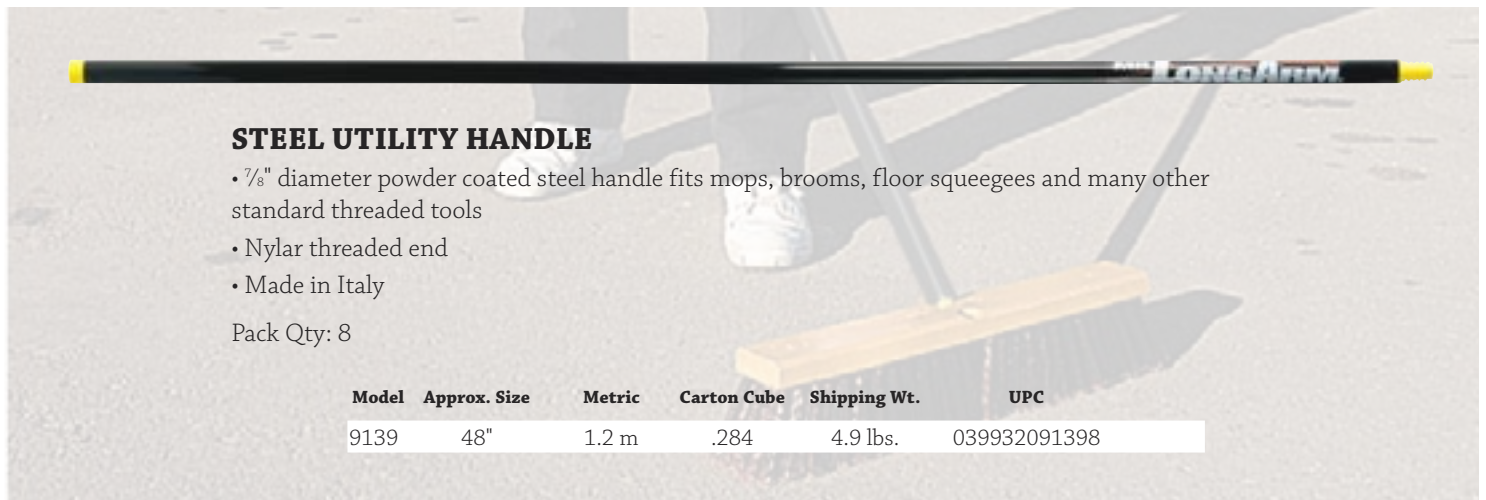 MR. LONGARM
STEEL UTILITY HANDLE
• ⅞" diameter powder coated steel handle fits mops, brooms, floor squeegees and many other
standard threaded tools
• Nylar threaded end
• Made in Italy
Pack Qty: 8
Model Approx. Size Metric Carton Cube Shipping Wt. UPC
9139 48" 1.2 m .284 4.9 lbs. 039932091398